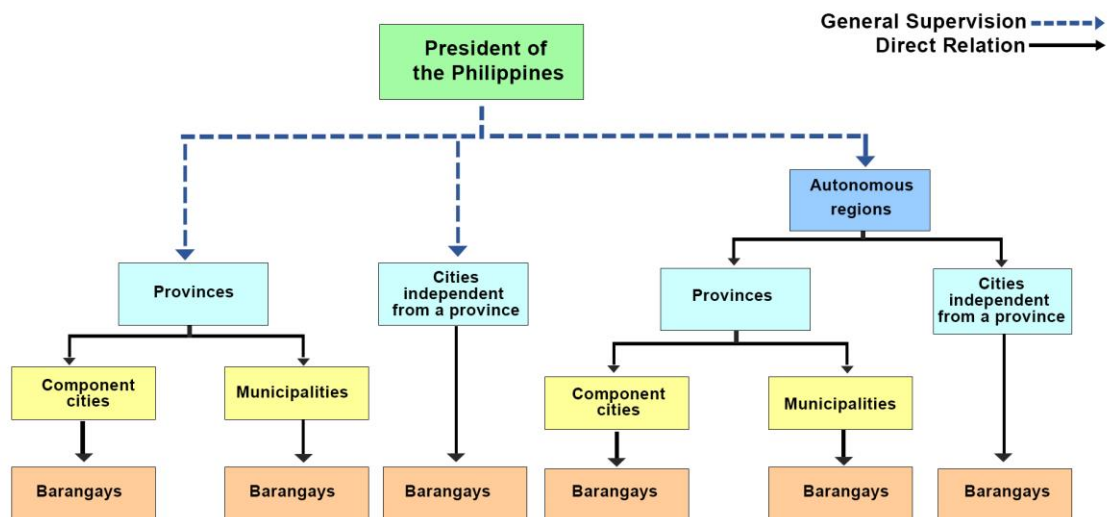 General Supervision
Direct Relation
President of
the Philippines
Autonomous
regions
Provinces
Cities
independent
from a province
Provinces
Cities
independent
from a province
Component
cities
Municipalities
Component
cities
Municipalities
Barangays
Barangays
Barangays
Barangays
Barangays
Barangays